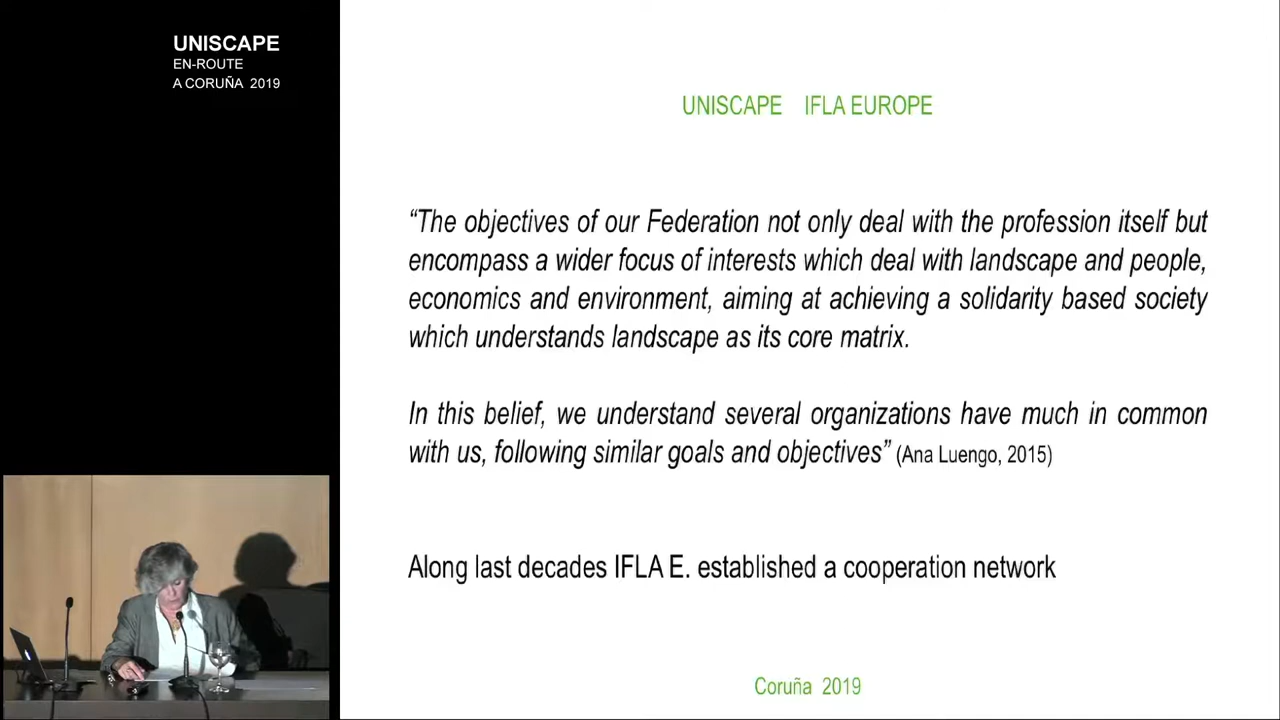 UNISCAPE
EN-ROUTE
A CORUÑA 2019
UNISCAPE IFLA EUROPE
“The objectives of our Federation not only deal with the profession itself but
encompass a wider focus of interests which deal with landscape and people,
economics and environment, aiming at achieving a solidarity based society
which understands landscape as its core matrix.
In this belief, we understand several organizations have much in common
with us, following similar goals and objectives” (Ana Luengo, 2015)
Along last decades IFLA E. established a cooperation network
Coruña 2019